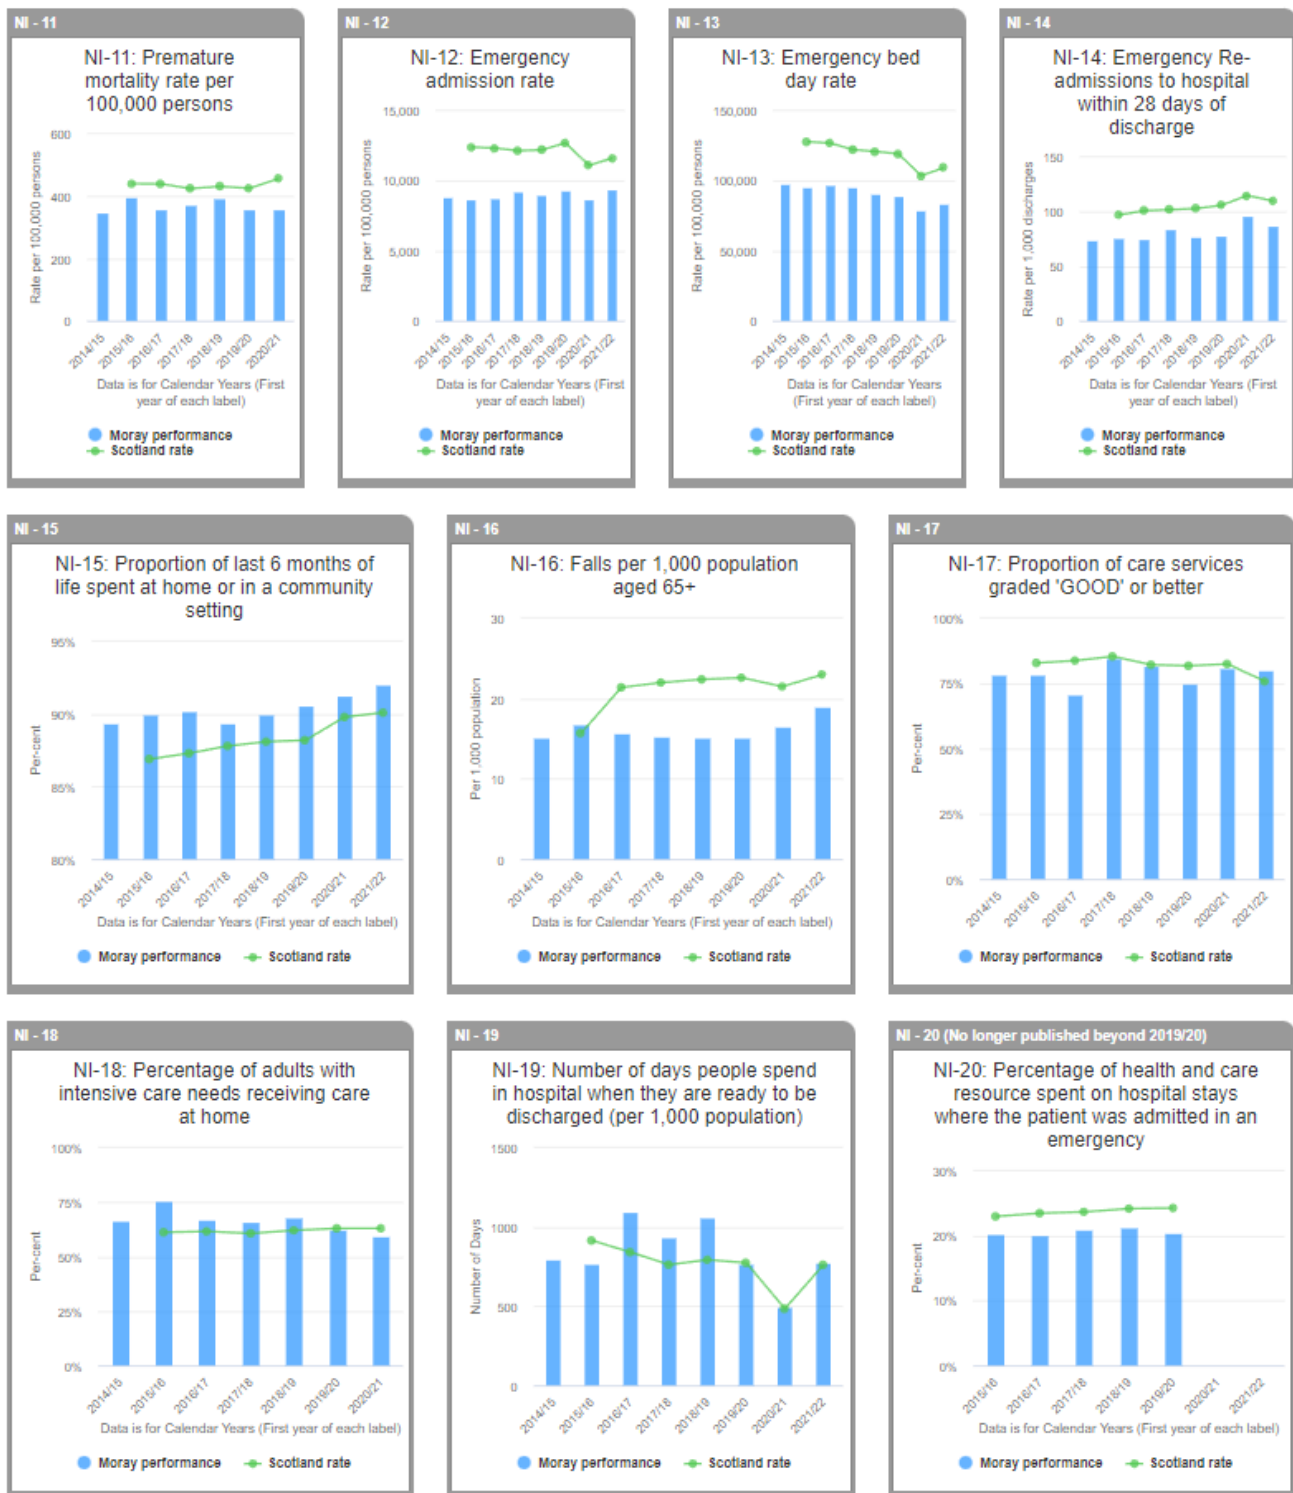 NI - 11
NI-11: Premature
mortality rate per
100,000 persons
600
400
200
0
Rate per 100,000 persons
2014/15
2015/16
2016/17
2017/18
2018/19
2019/20
2020/21
Data is for Calendar Years (First
year of each label)
Moray performance
Scotland rate
NI - 12
NI-12: Emergency
admission rate
15,000
10,000
5,000
0
Rate per 100,000 persons
2014/15
2015/16
2016/17
2017/18
2018/19
2019/20
2020/21
2021/22
Data is for Calendar Years (First
year of each label)
Moray performance
Scotland rate
NI - 13
NI-13: Emergency bed
day rate
150,000
100,000
50,000
0
Rate per 100,000 persons
2014/15
2015/16
2016/17
2017/18
2018/19
2019/20
2020/21
2021/22
Data is for Calendar Years
(First year of each label)
Moray performance
Scotland rate
NI - 14
NI-14: Emergency Re-
admissions to hospital
within 28 days of
discharge
150
100
50
0
Rate per 1,000 discharges
2014/15
2015/16
2016/17
2017/18
2018/19
2019/20
2020/21
2021/22
Data is for Calendar Years (First
year of each label)
Moray performance
Scotland rate
NI - 15
NI-15: Proportion of last 6 months of
life spent at home or in a community
setting
95%
90%
85%
80%
Per-cent
2014/15
2015/16
2016/17
2017/18
2018/19
2019/20
2020/21
2021/22
Data is for Calendar Years (First year of each label)
Moray performance
Scotland rate
NI - 16
NI-16: Falls per 1,000 population
aged 65+
30
20
10
0
Per 1,000 population
2014/15
2015/16
2016/17
2017/18
2018/19
2019/20
2020/21
2021/22
Data is for Calendar Years (First year of each label)
Moray performance
Scotland rate
NI - 17
NI-17: Proportion of care services
graded 'GOOD' or better
100%
75%
50%
25%
0%
Per-cent
2014/15
2015/16
2016/17
2017/18
2018/19
2019/20
2020/21
2021/22
Moray performance
Scotland rate
NI - 18
NI-18: Percentage of adults with
intensive care needs receiving care
at home
100%
75%
50%
25%
0%
Per-cent
2014/15
2015/16
2016/17
2017/18
2018/19
2019/20
2020/21
Data is for Calendar Years (First year of each label)
Moray performance
Scotland rate
NI - 19
NI-19: Number of days people spend
in hospital when they are ready to be
discharged (per 1,000 population)
1500
1000
500
0
Number of Days
2014/15
2015/16
2016/17
2017/18
2018/19
2019/20
2020/21
2021/22
Moray performance
Scotland rate
NI - 20 (No longer published beyond 2019/20)
NI-20: Percentage of health and care
resource spent on hospital stays
where the patient was admitted in an
emergency
30%
20%
10%
0%
Per-cent
2015/16
2016/17
2017/18
2018/19
2019/20
2020/21
2021/22
Data is for Calendar Years (First year of each label)
Moray performance
Scotland rate